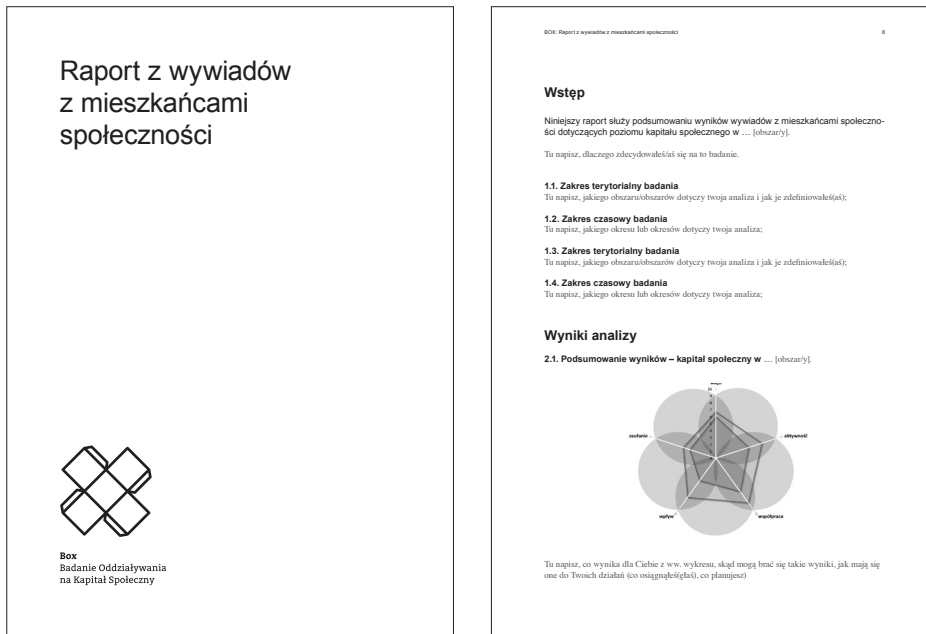 Raport z wywiadów
z mieszkańcami
społeczności
Box
Badanie Oddziaływania
na Kapitał Społeczny
BOX: Raport z wywiadów z mieszkańcami społeczności 6
Wstęp
Niniejszy raport służy podsumowaniu wyników wywiadów z mieszkańcami społeczno-
ści dotyczących poziomu kapitału społecznego w … [obszar/y].
Tu napisz, dlaczego zdecydowałeś/aś się na to badanie.
1.1. Zakres terytorialny badania
Tu napisz, jakiego obszaru/obszarów dotyczy twoja analiza i jak je zdefiniowałeś(aś);
1.2. Zakres czasowy badania
Tu napisz, jakiego okresu lub okresów dotyczy twoja analiza;
1.3. Zakres terytorialny badania
Tu napisz, jakiego obszaru/obszarów dotyczy twoja analiza i jak je zdefiniowałeś(aś);
1.4. Zakres czasowy badania
Tu napisz, jakiego okresu lub okresów dotyczy twoja analiza;
Wyniki analizy
2.1. Podsumowanie wyników – kapitał społeczny w … [obszar/y].
zaufanie
aktywność
wpływ
współpraca
Tu napisz, co wynika dla Ciebie z ww. wykresu, skąd mogą brać się takie wyniki, jak mają się
one do Twoich działań (co osiągnąłeś(ęłaś), co planujesz)